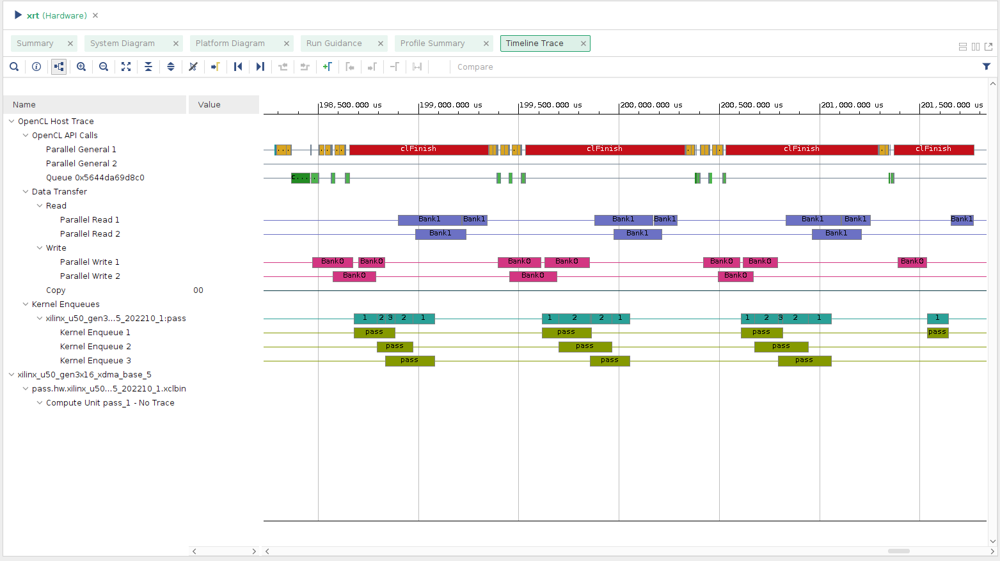 xrt (Hardware)
Summary System Diagram Platform Diagram Run Guidance Profile Summary Timeline Trace
Compare
Name Value 198,500.000 us 199,000.000 us 199,500.000 us 200,000.000 us 200,500.000 us 201,000.000 us 201,500.000 us
OpenCL Host Trace
OpenCL API Calls
Parallel General 1 ... clFinish clFinish clFinish clFinish
Parallel General 2
Queue 0x5644da69d8c0 c...
Data Transfer
Read
Parallel Read 1 Bank1 Bank1 Bank1 Bank1 Bank1 Bank1 Bank1
Parallel Read 2 Bank1 Bank1 Bank1
Write
Parallel Write 1 Bank0 Bank0 Bank0 Bank0 Bank0 Bank0 Bank0
Parallel Write 2 Bank0 Bank0 Bank0
Copy 00
Kernel Enqueues
xilinx_u50_gen3...5_202210_1:pass 1 2 3 2 1 1 2 2 1 1 2 3 2 1 1
Kernel Enqueue 1 pass pass pass pass
Kernel Enqueue 2 pass pass pass
Kernel Enqueue 3 pass pass pass
xilinx_u50_gen3x16_xdma_base_5
pass.hw.xilinx_u50...5_202210_1.xclbin
Compute Unit pass_1 - No Trace